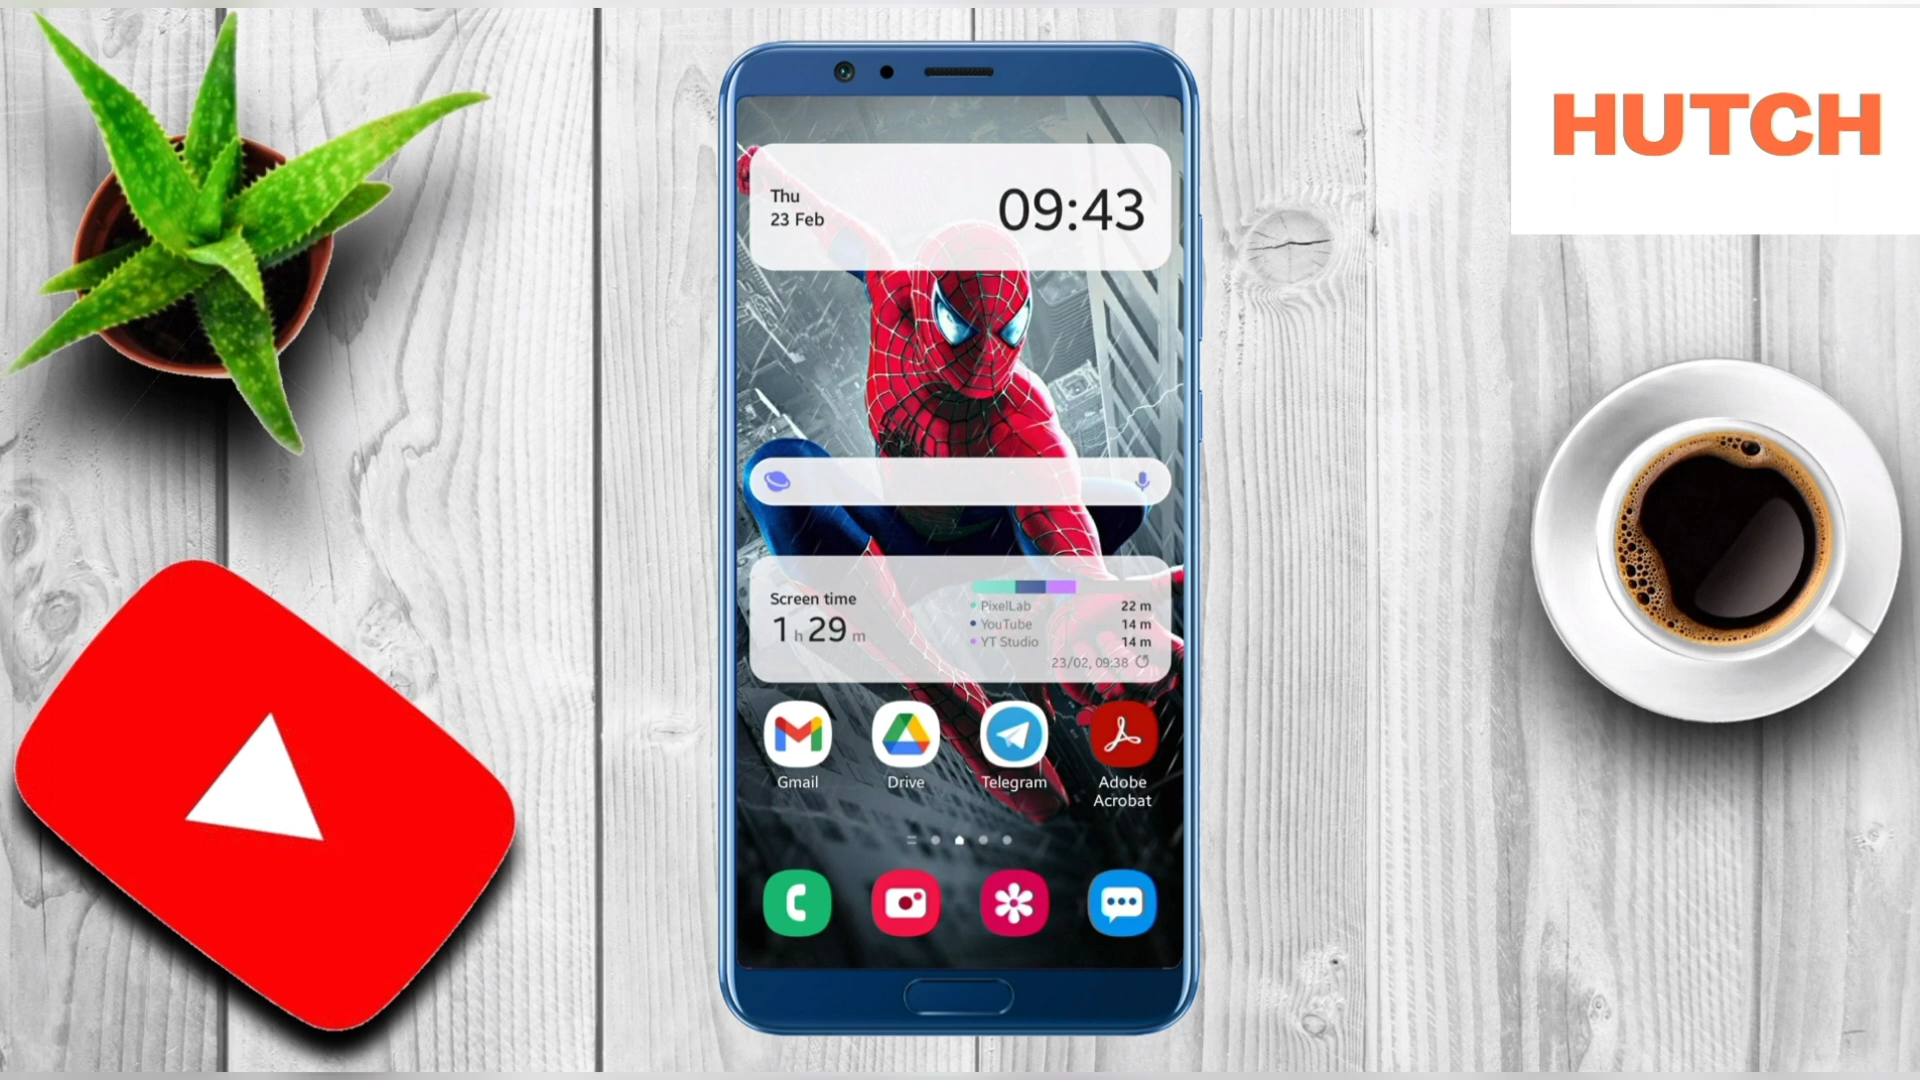 HUTCH
Thu
23 Feb
09:43
Screen time
1 h 29 m
PixelLab 22 m
YouTube 14 m
YT Studio 14 m
23/02, 09:38
Gmail
Drive
Telegram
Adobe
Acrobat